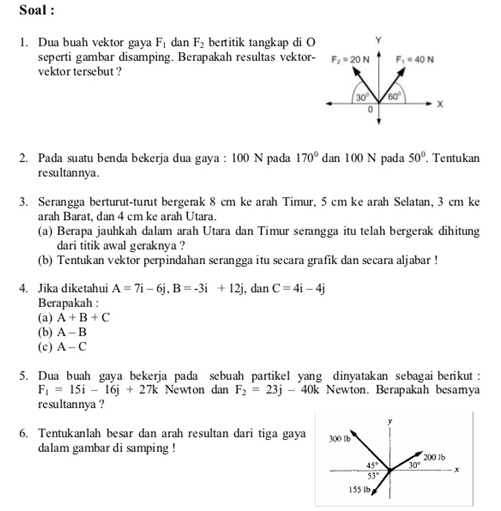 Soal :
1. Dua buah vektor gaya F₁ dan F₂ bertitik tangkap di O
seperti gambar disamping. Berapakah resultas vektor-
vektor tersebut ?
Y
F₂ = 20 N
F₁ = 40 N
30°
60°
X
0
2. Pada suatu benda bekerja dua gaya : 100 N pada 170⁰ dan 100 N pada 50⁰. Tentukan
resultannya.
3. Serangga berturut-turut bergerak 8 cm ke arah Timur, 5 cm ke arah Selatan, 3 cm ke
arah Barat, dan 4 cm ke arah Utara.
(a) Berapa jauhkah dalam arah Utara dan Timur serangga itu telah bergerak dihitung
dari titik awal geraknya ?
(b) Tentukan vektor perpindahan serangga itu secara grafik dan secara aljabar !
4. Jika diketahui A = 7i – 6j, B = -3i + 12j, dan C = 4i – 4j
Berapakah :
(a) A + B + C
(b) A – B
(c) A – C
5. Dua buah gaya bekerja pada sebuah partikel yang dinyatakan sebagai berikut :
F₁ = 15i – 16j + 27k Newton dan F₂ = 23j – 40k Newton. Berapakah besarnya
resultannya ?
6. Tentukanlah besar dan arah resultan dari tiga gaya
dalam gambar di samping !
y
300 lb
200 lb
45°
30°
x
53°
155 lb